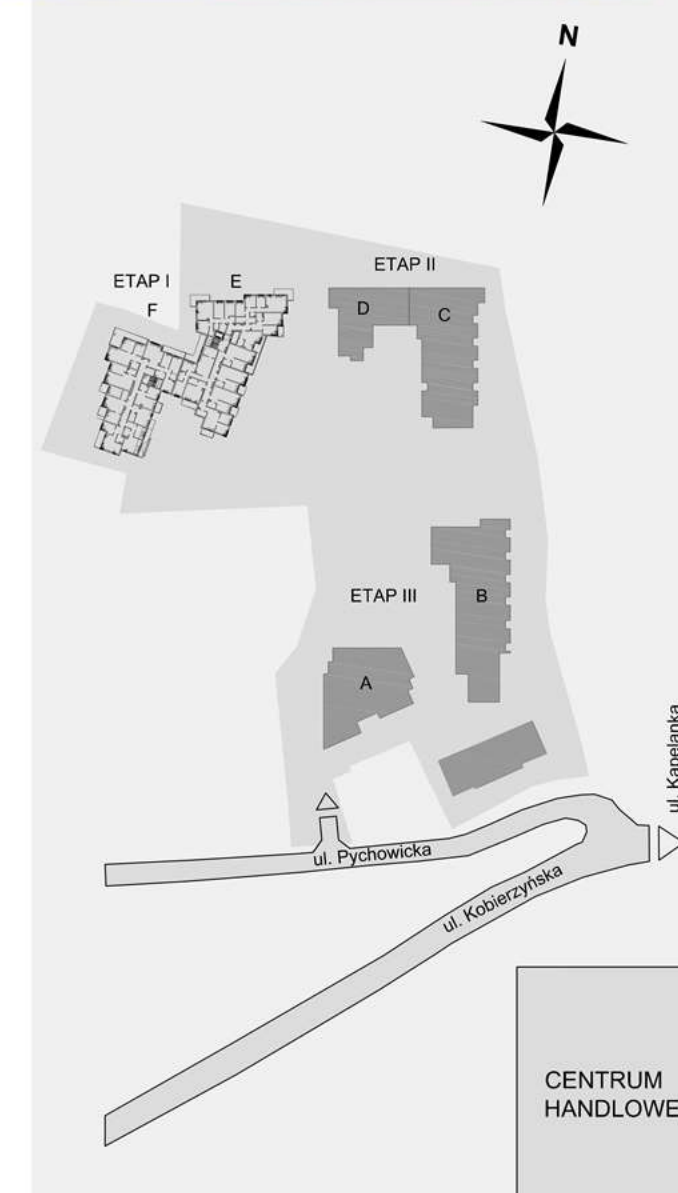 N
ETAP II
ETAP I
E
F
D
C
ETAP III
B
A
ul. Kapelanka
ul. Pychowicka
ul. Kobierzyńska
CENTRUM
HANDLOWE